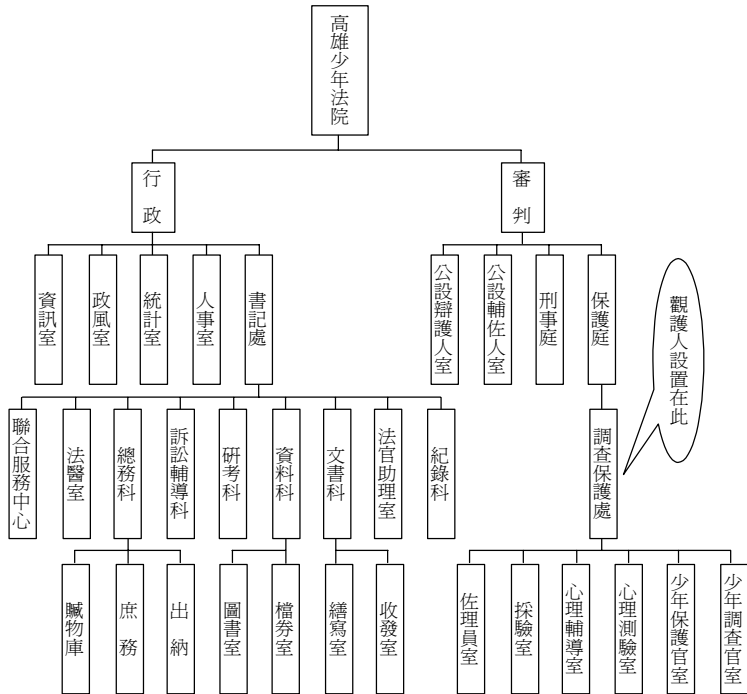 高雄少年法院
行政
審判
資訊室
政風室
統計室
人事室
書記處
公設辯護人室
公設輔佐人室
刑事庭
保護庭
觀護人設置在此
聯合服務中心
法醫室
總務科
訴訟輔導科
研考科
資料科
文書科
法官助理室
紀錄科
調查保護處
贓物庫
庶務
出納
圖書室
檔券室
繕寫室
收發室
佐理員室
採驗室
心理輔導室
心理測驗室
少年保護官室
少年調查官室